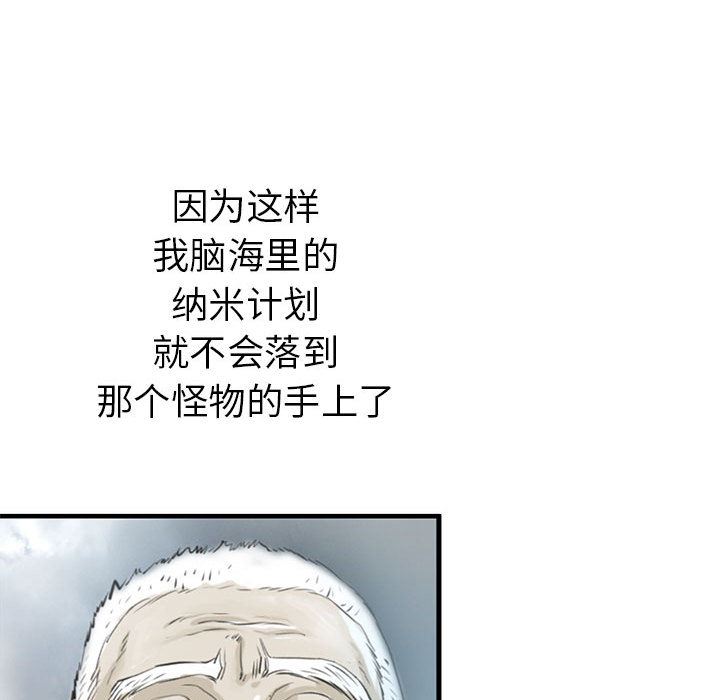 因为这样
我脑海里的
纳米计划
就不会落到
那个怪物的手上了